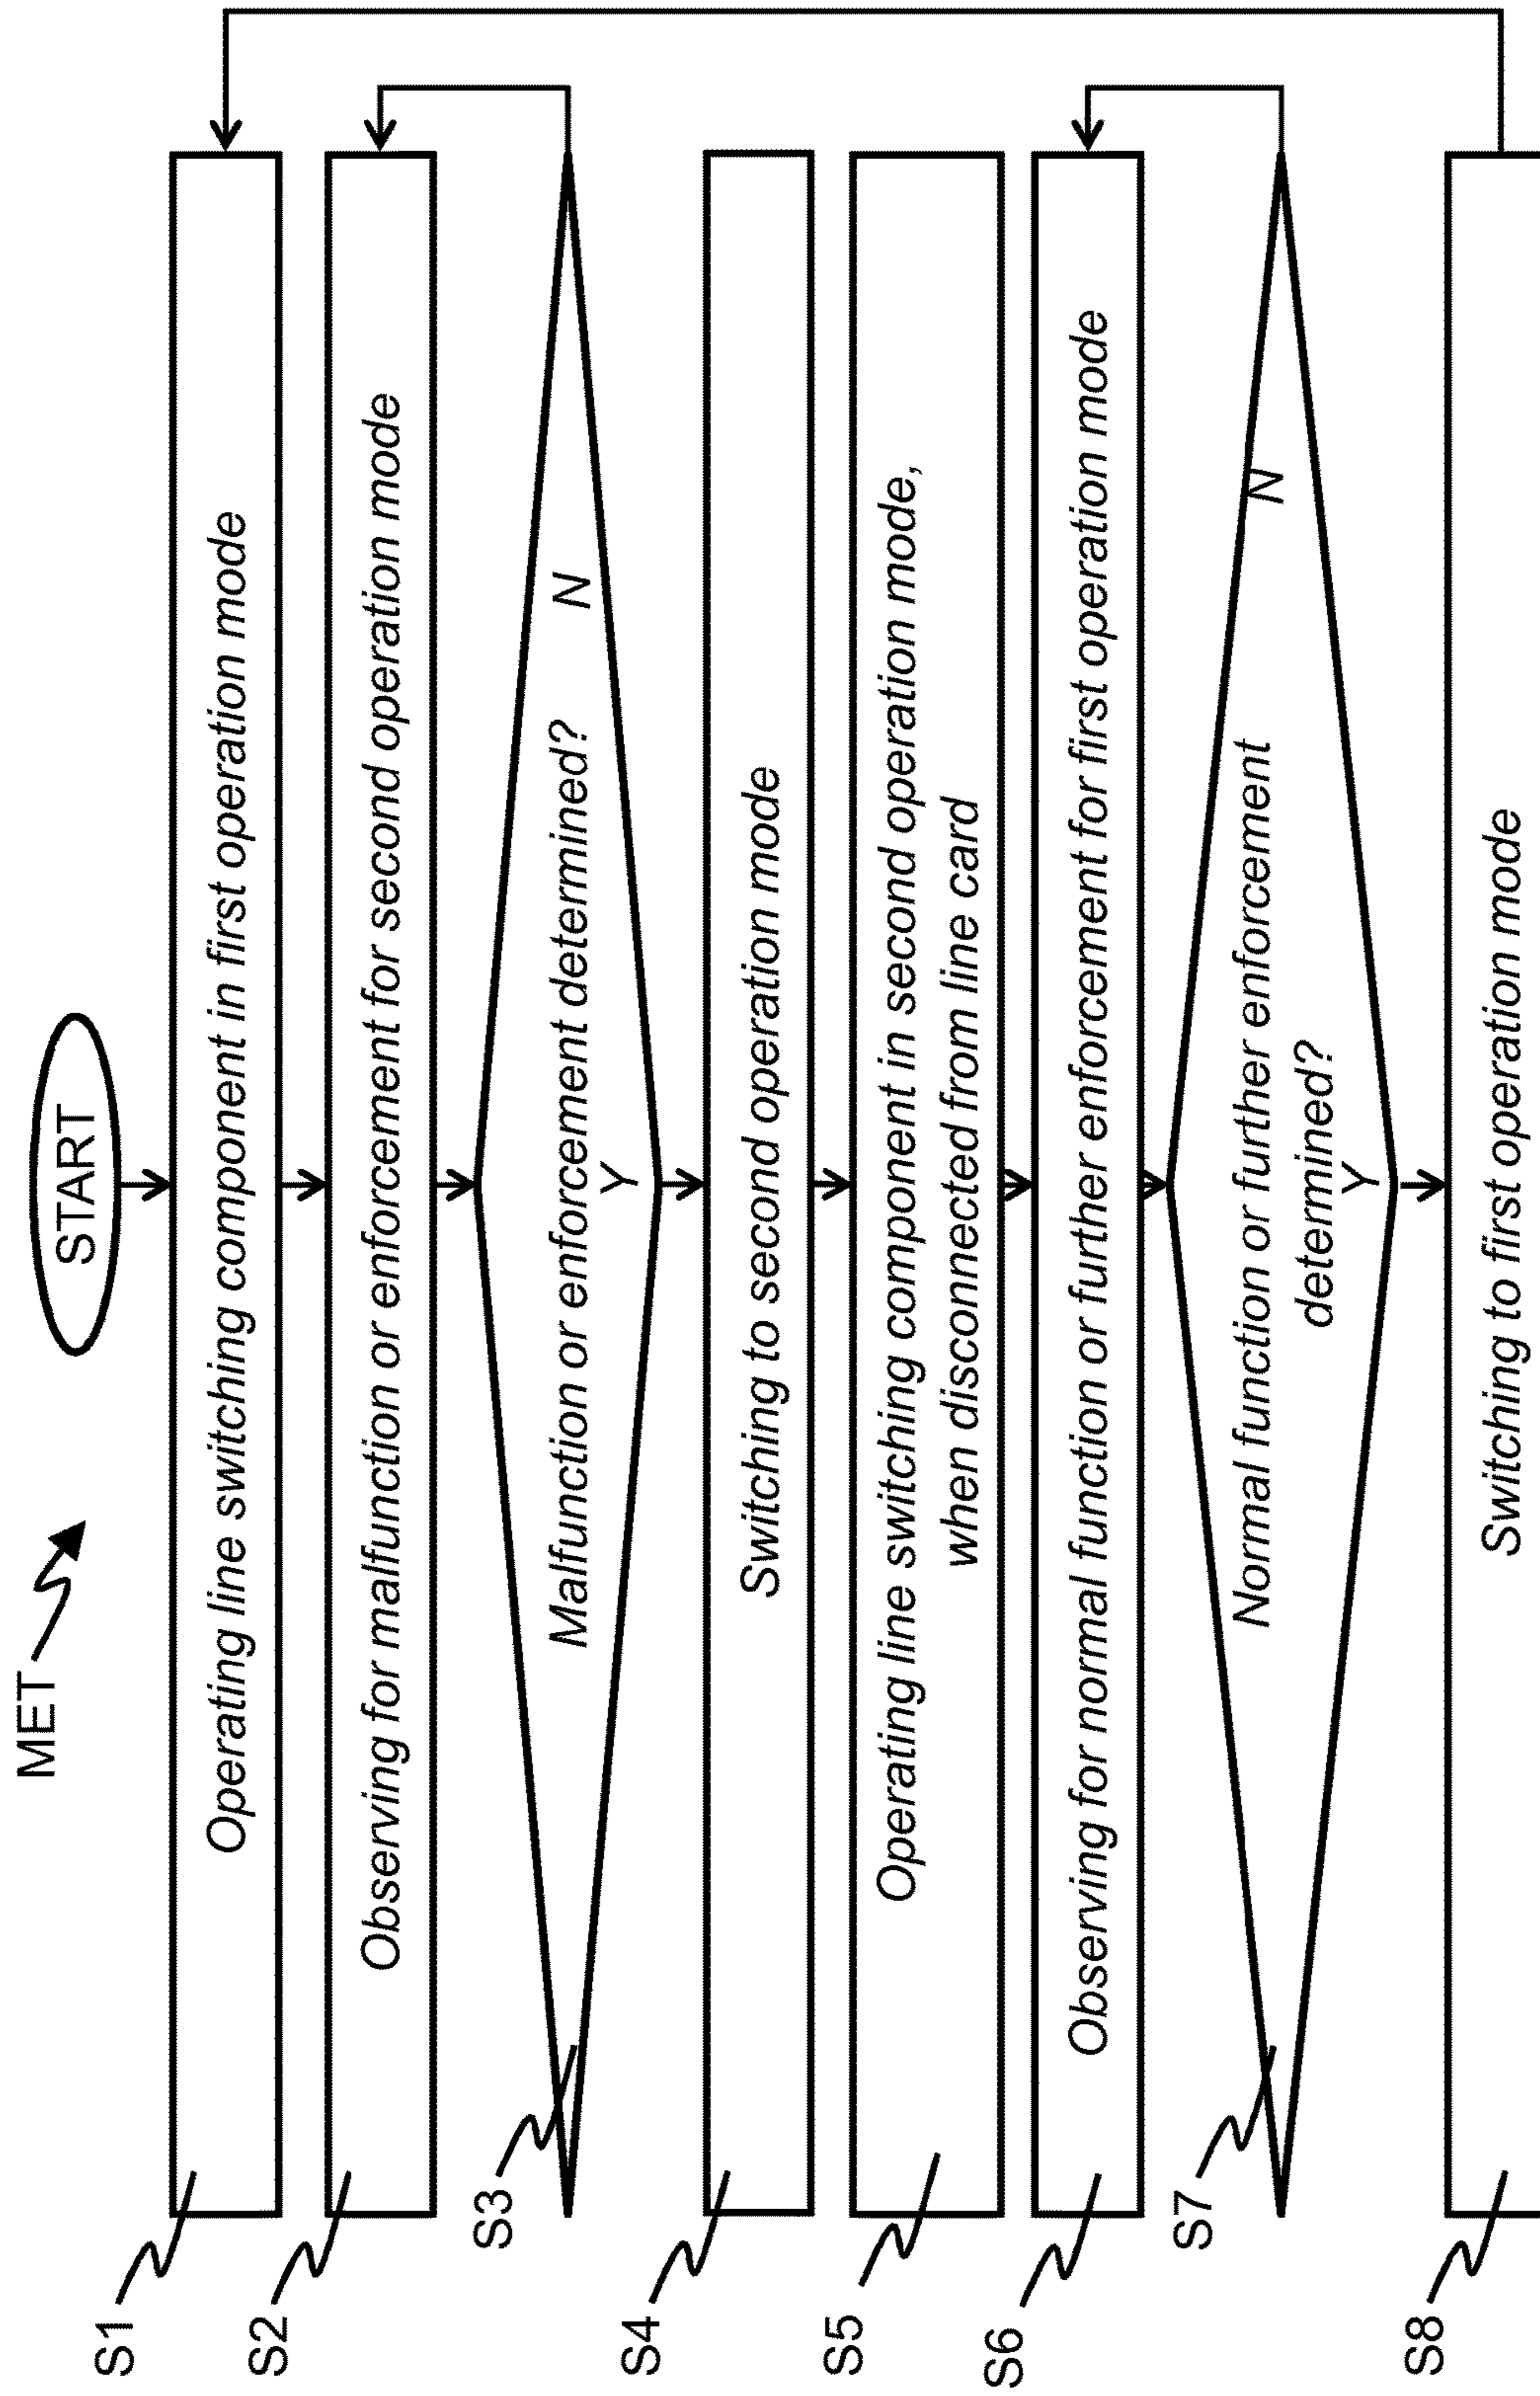 MET
START
S1
Operating line switching component in first operation mode
S2
Observing for malfunction or enforcement for second operation mode
S3
Malfunction or enforcement determined?
N
Y
S4
Switching to second operation mode
S5
Operating line switching component in second operation mode,
when disconnected from line card
S6
Observing for normal function or further enforcement for first operation mode
S7
Normal function or further enforcement
determined?
N
Y
S8
Switching to first operation mode